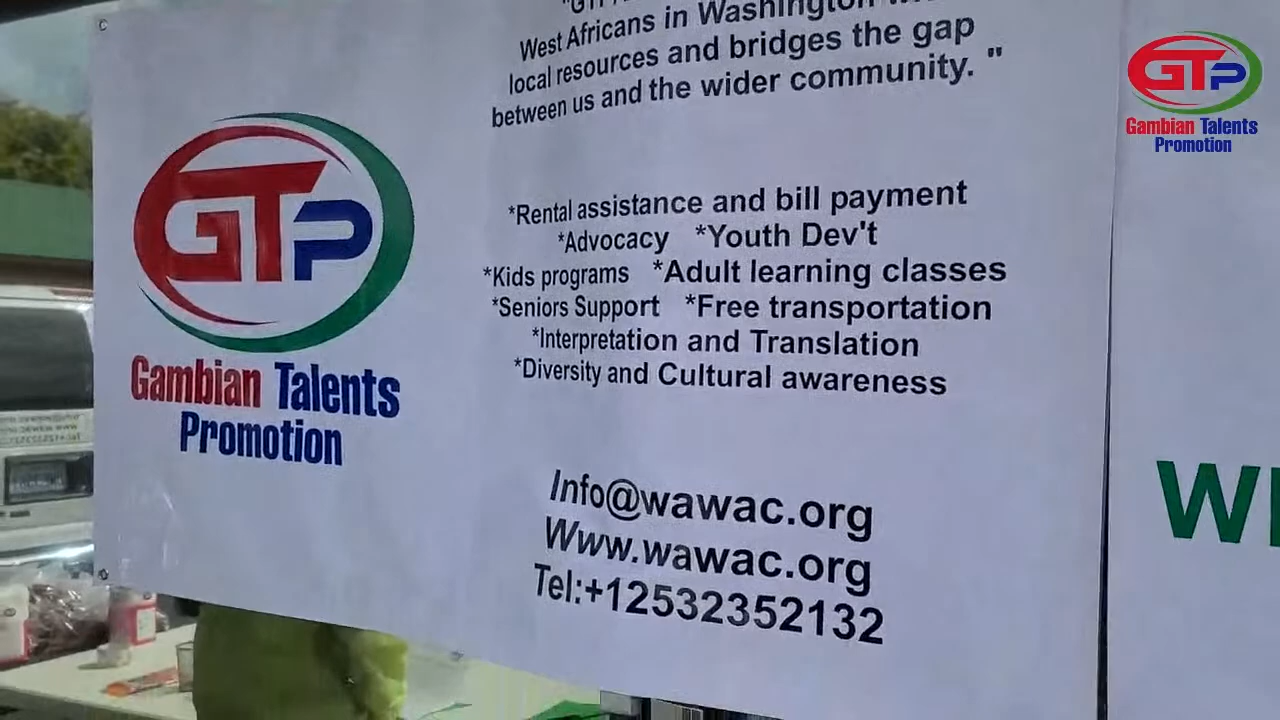 West Africans in Washington
local resources and bridges the gap
between us and the wider community. "
GTP
Gambian Talents
Promotion
*Rental assistance and bill payment
*Advocacy *Youth Dev't
*Kids programs *Adult learning classes
*Seniors Support *Free transportation
*Interpretation and Translation
*Diversity and Cultural awareness
Info@wawac.org
Www.wawac.org
Tel:+12532352132
GTP
Gambian Talents
Promotion